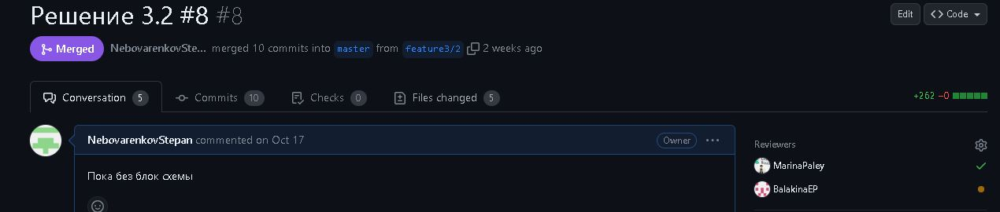 Решение 3.2 #8 #8
Edit
Code
Merged NebovarenkovSte... merged 10 commits into master from feature3/2 2 weeks ago
Conversation 5 Commits 10 Checks 0 Files changed 5
+262 −0
NebovarenkovStepan commented on Oct 17
Owner
Пока без блок схемы
Reviewers
MarinaPaley
BalakinaEP